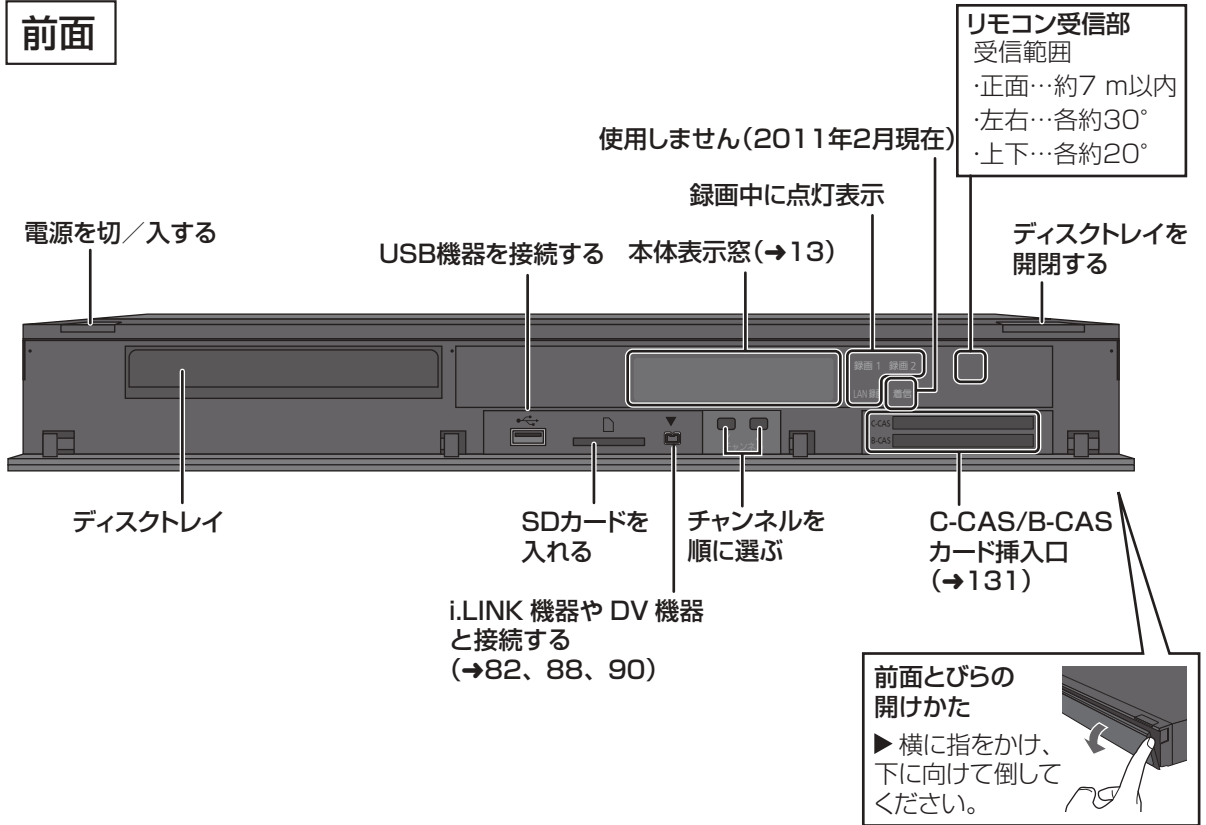 前面
リモコン受信部
受信範囲
·正面…約7 m以内
·左右…各約30°
·上下…各約20°
使用しません(2011年2月現在)
録画中に点灯表示
電源を切／入する
USB機器を接続する
本体表示窓(➜13)
ディスクトレイを
開閉する
録画 1 録画 2
LAN 録画 着信
C-CAS
B-CAS
チャンネル
ディスクトレイ
SDカードを
入れる
チャンネルを
順に選ぶ
C-CAS/B-CAS
カード挿入口
(➜131)
i.LINK 機器や DV 機器
と接続する
(➜82、88、90)
前面とびらの
開けかた
▶ 横に指をかけ、
下に向けて倒して
ください。